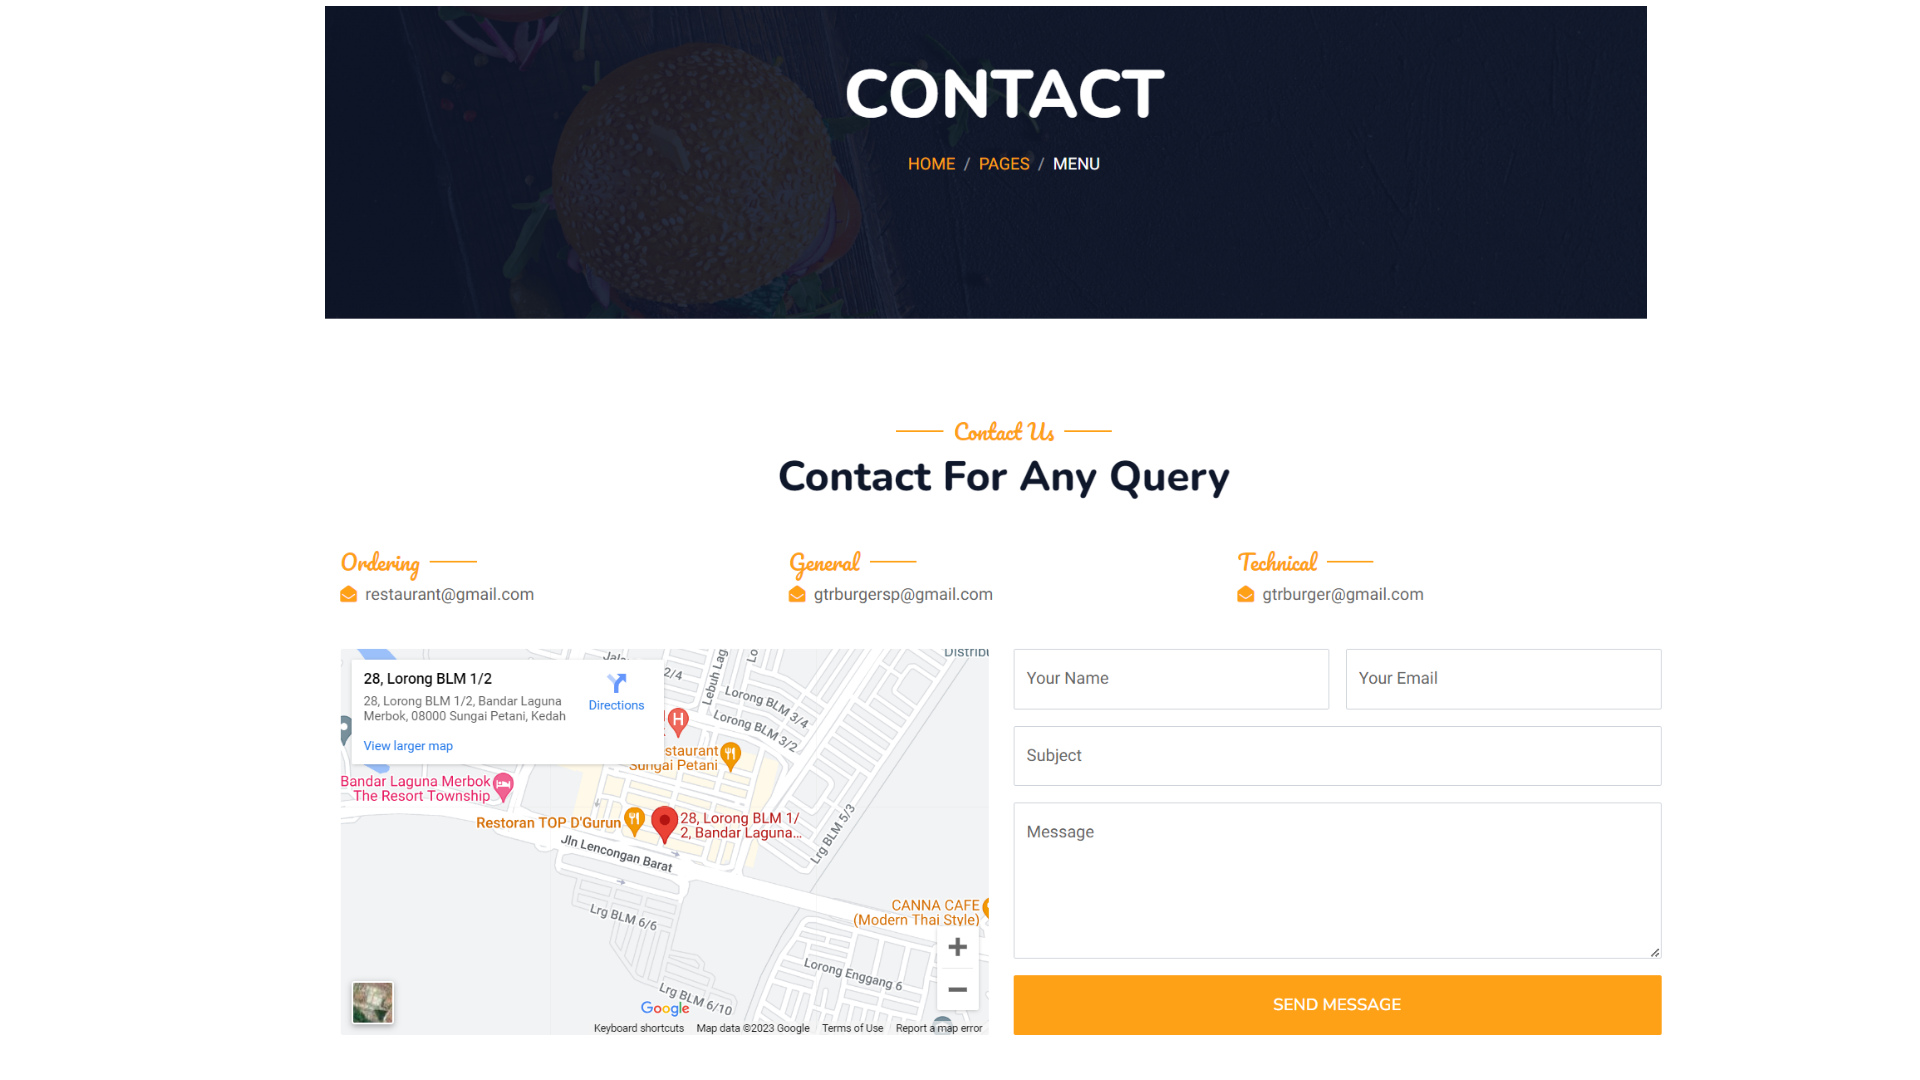 CONTACT
HOME / PAGES / MENU
Contact Us
Contact For Any Query
Ordering
restaurant@gmail.com
General
gtrburgersp@gmail.com
Technical
gtrburger@gmail.com
28, Lorong BLM 1/2
28, Lorong BLM 1/2, Bandar Laguna
Merbok, 08000 Sungai Petani, Kedah
Directions
View larger map
2/4
Lebuh Lag
Lorong BLM 3/4
Lorong BLM 3/2
H
staurant
Sungai Petani
Bandar Laguna Merbok
The Resort Township
Restoran TOP D'Gurun
28, Lorong BLM 1/
2, Bandar Laguna...
Jln Lencongan Barat
Lrg BLM 5/3
Lrg BLM 6/6
CANNA CAFE
(Modern Thai Style)
Lorong Enggang 6
Lrg BLM 6/10
Google
Keyboard shortcuts Map data ©2023 Google Terms of Use Report a map error
Your Name
Your Email
Subject
Message
SEND MESSAGE